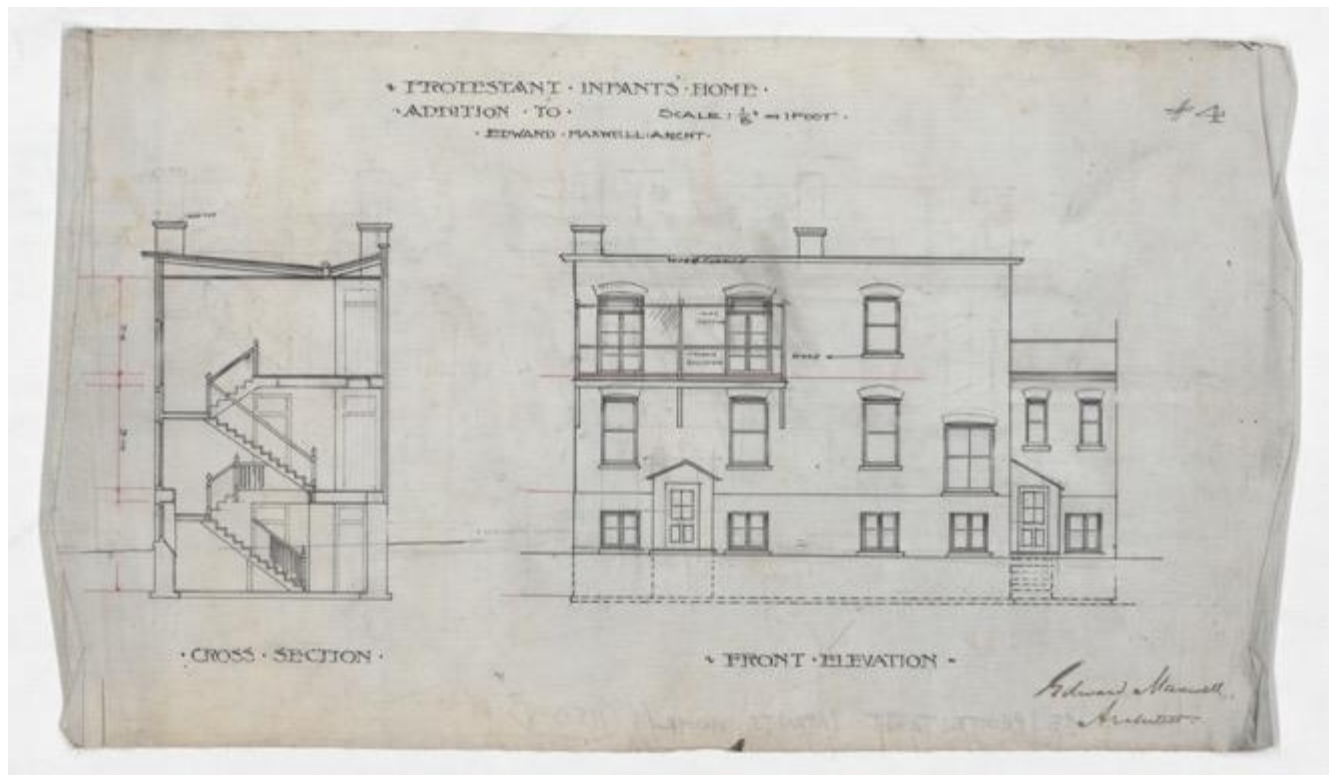 · PROTESTANT · INFANTS' · HOME ·
· ADDITION · TO · SCALE : 1/8" = 1 FOOT ·
· EDWARD · MAXWELL · ARCHT ·
#4
· CROSS · SECTION ·
· FRONT · ELEVATION ·
Edward Maxwell,
Architect